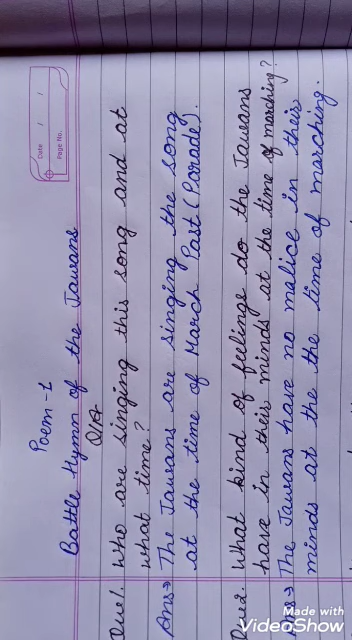 Date / /
Page No.
Poem-1
Battle Hymn of the Jawans
Q/A
Que1. Who are singing this song and at
what time?
Ans⇒ The Jawans are singing the song
at the time of March Past (Parade).
Que2. What kind of feelings do the Jawans
have in their minds at the time of marching?
Ans⇒ The Jawans have no melice in their
minds at the the time of marching.
Made with
VideoShow